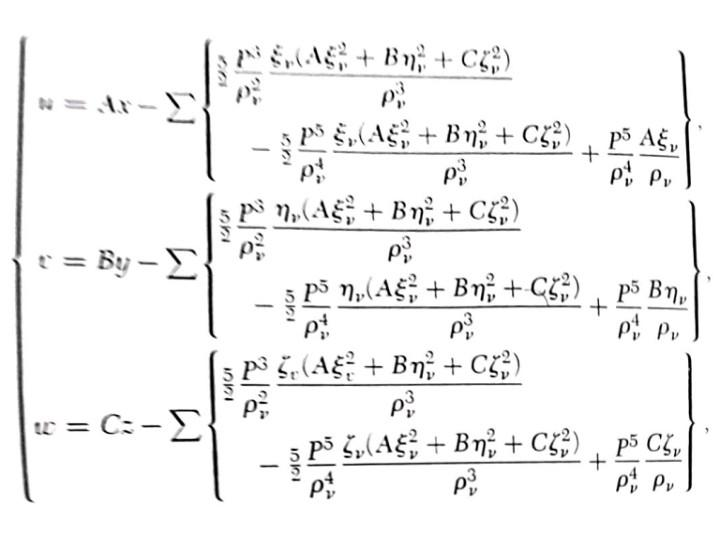 u = Ax − ∑ { 5/2 P³/ρ_ν² ξ_ν(Aξ_ν² + Bη_ν² + Cζ_ν²)/ρ_ν³
− 5/2 P⁵/ρ_ν⁴ ξ_ν(Aξ_ν² + Bη_ν² + Cζ_ν²)/ρ_ν³ + P⁵/ρ_ν⁴ Aξ_ν/ρ_ν },
v = By − ∑ { 5/2 P³/ρ_ν² η_ν(Aξ_ν² + Bη_ν² + Cζ_ν²)/ρ_ν³
− 5/2 P⁵/ρ_ν⁴ η_ν(Aξ_ν² + Bη_ν² + Cζ_ν²)/ρ_ν³ + P⁵/ρ_ν⁴ Bη_ν/ρ_ν },
w = Cz − ∑ { 5/2 P³/ρ_ν² ζ_ν(Aξ_ν² + Bη_ν² + Cζ_ν²)/ρ_ν³
− 5/2 P⁵/ρ_ν⁴ ζ_ν(Aξ_ν² + Bη_ν² + Cζ_ν²)/ρ_ν³ + P⁵/ρ_ν⁴ Cζ_ν/ρ_ν },